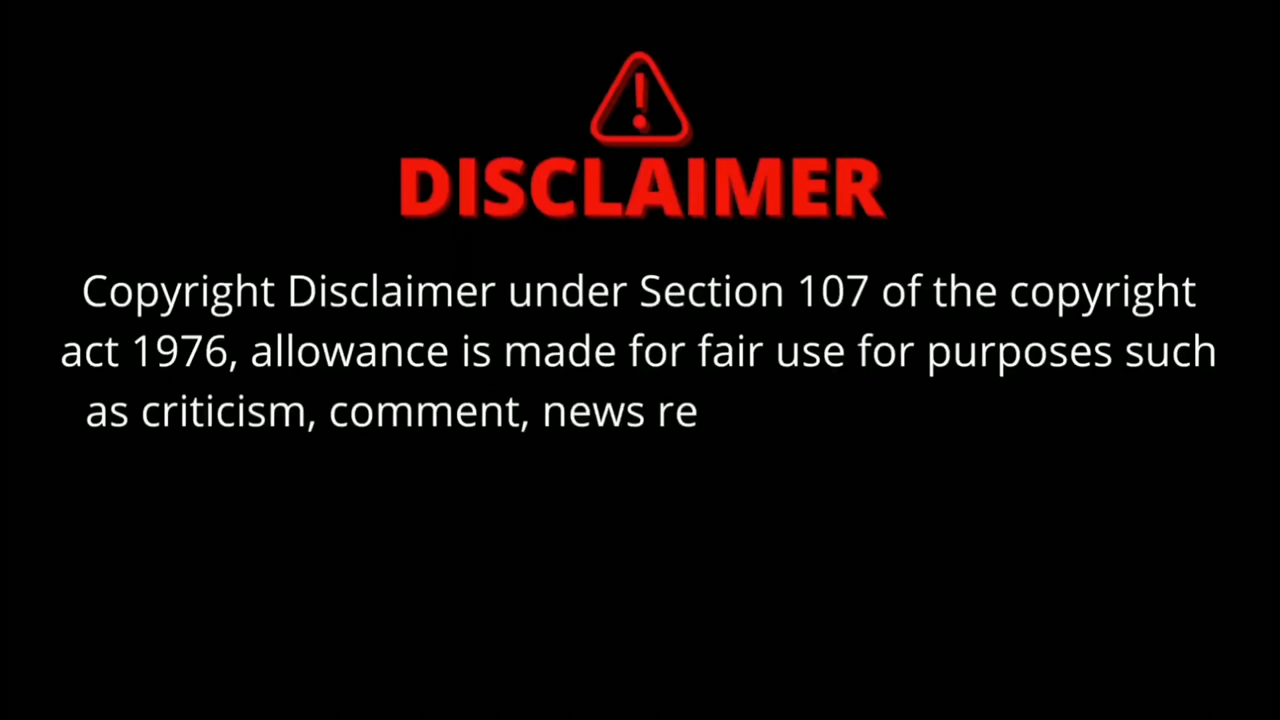 DISCLAIMER
Copyright Disclaimer under Section 107 of the copyright
act 1976, allowance is made for fair use for purposes such
as criticism, comment, news re